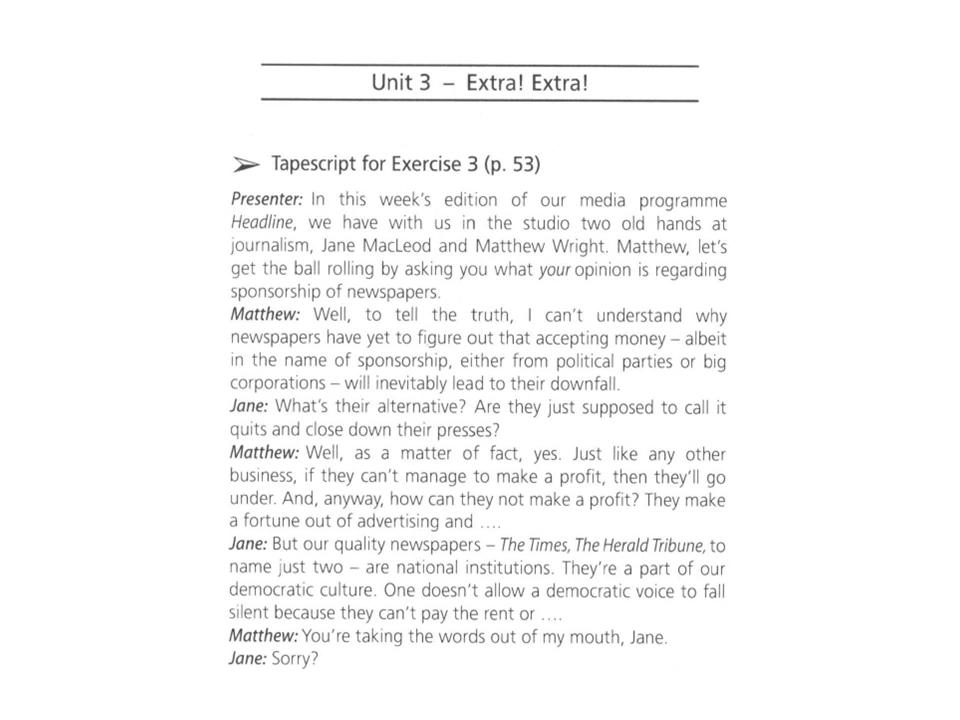 Unit 3 – Extra! Extra!
➢ Tapescript for Exercise 3 (p. 53)
Presenter: In this week's edition of our media programme
Headline, we have with us in the studio two old hands at
journalism, Jane MacLeod and Matthew Wright. Matthew, let's
get the ball rolling by asking you what your opinion is regarding
sponsorship of newspapers.
Matthew: Well, to tell the truth, I can't understand why
newspapers have yet to figure out that accepting money – albeit
in the name of sponsorship, either from political parties or big
corporations – will inevitably lead to their downfall.
Jane: What's their alternative? Are they just supposed to call it
quits and close down their presses?
Matthew: Well, as a matter of fact, yes. Just like any other
business, if they can't manage to make a profit, then they'll go
under. And, anyway, how can they not make a profit? They make
a fortune out of advertising and ....
Jane: But our quality newspapers – The Times, The Herald Tribune, to
name just two – are national institutions. They're a part of our
democratic culture. One doesn't allow a democratic voice to fall
silent because they can't pay the rent or ....
Matthew: You're taking the words out of my mouth, Jane.
Jane: Sorry?